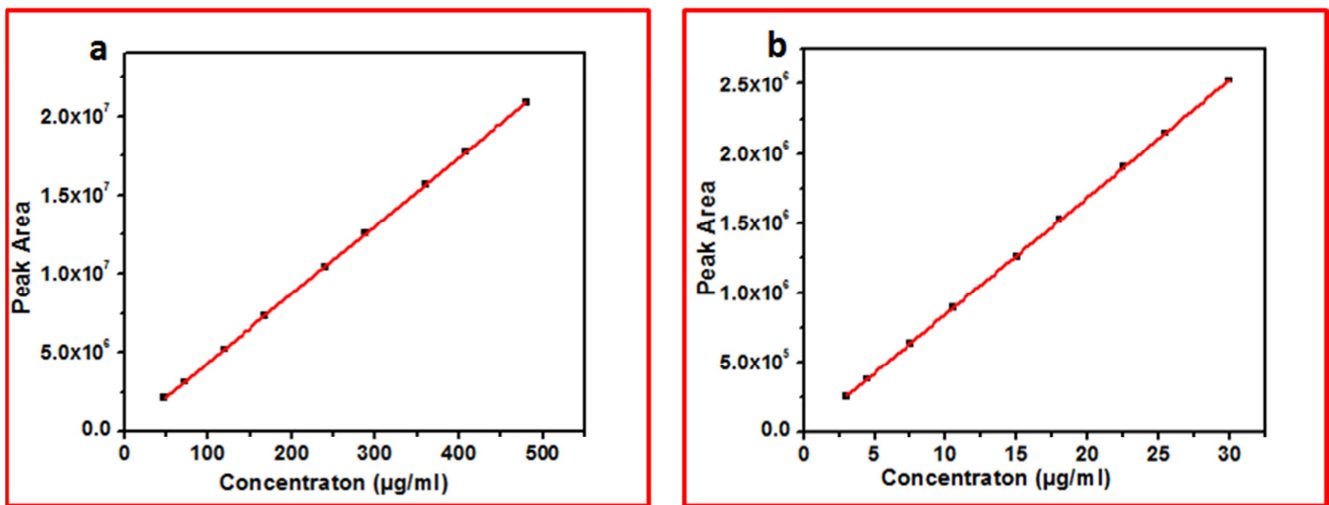 a
Peak Area
2.0x10⁷
1.5x10⁷
1.0x10⁷
5.0x10⁶
0.0
0 100 200 300 400 500
Concentraton (µg/ml)
b
Peak Area
2.5x10⁶
2.0x10⁶
1.5x10⁶
1.0x10⁶
5.0x10⁵
0.0
0 5 10 15 20 25 30
Concentraton (µg/ml)